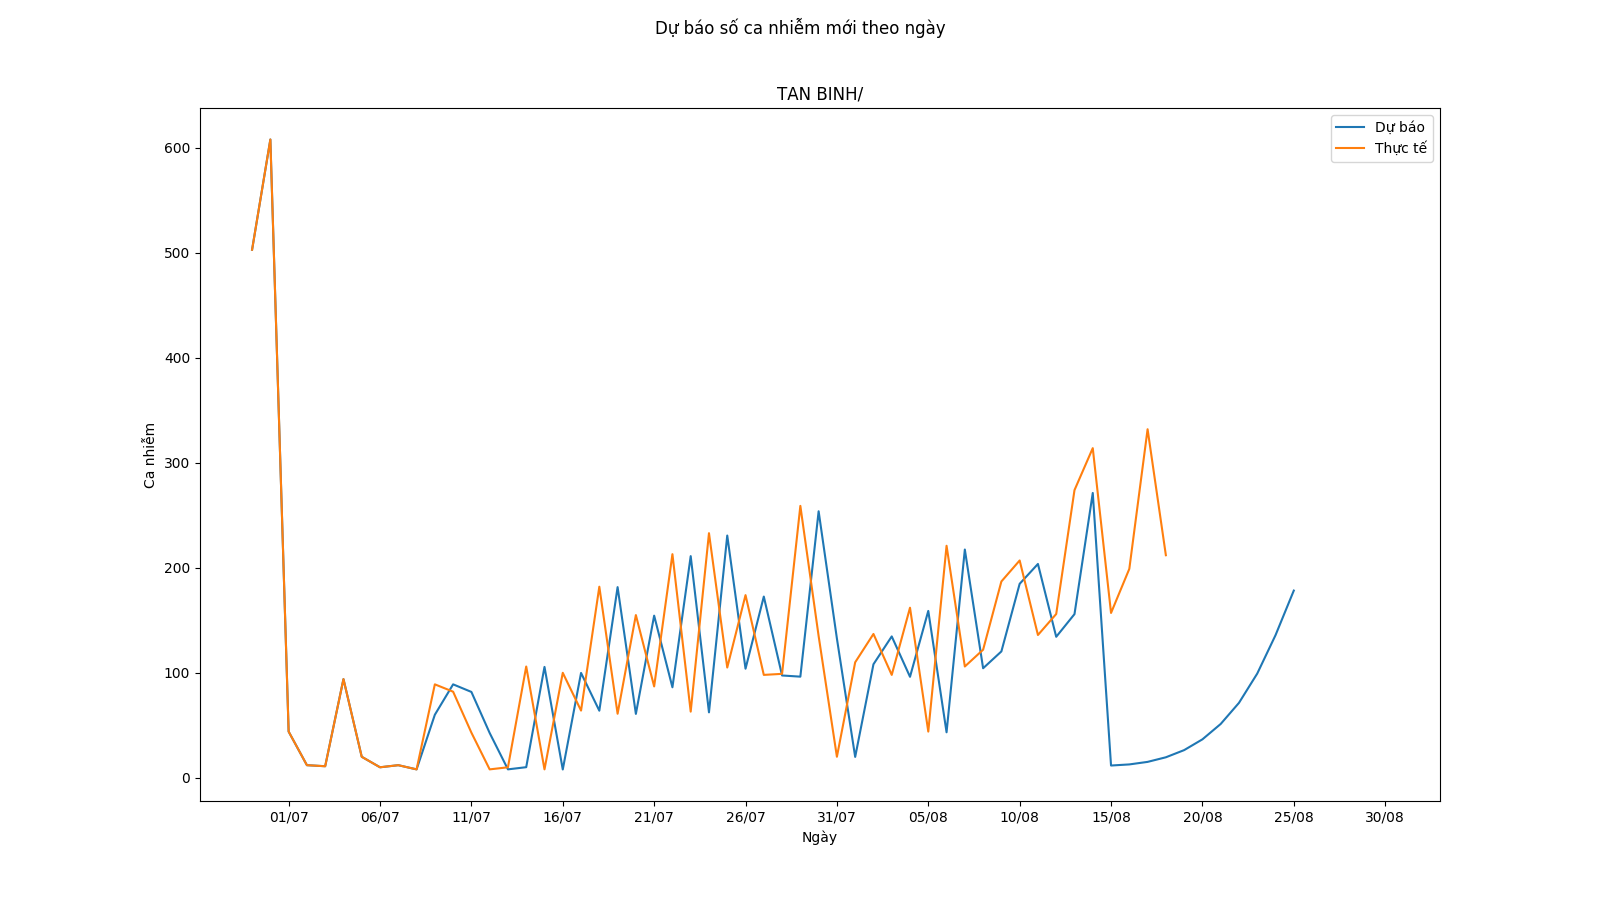 Dự báo số ca nhiễm mới theo ngày
TAN BINH/
Dự báo
Thực tế
600
500
400
300
200
100
0
Ca nhiễm
01/07 06/07 11/07 16/07 21/07 26/07 31/07 05/08 10/08 15/08 20/08 25/08 30/08
Ngày